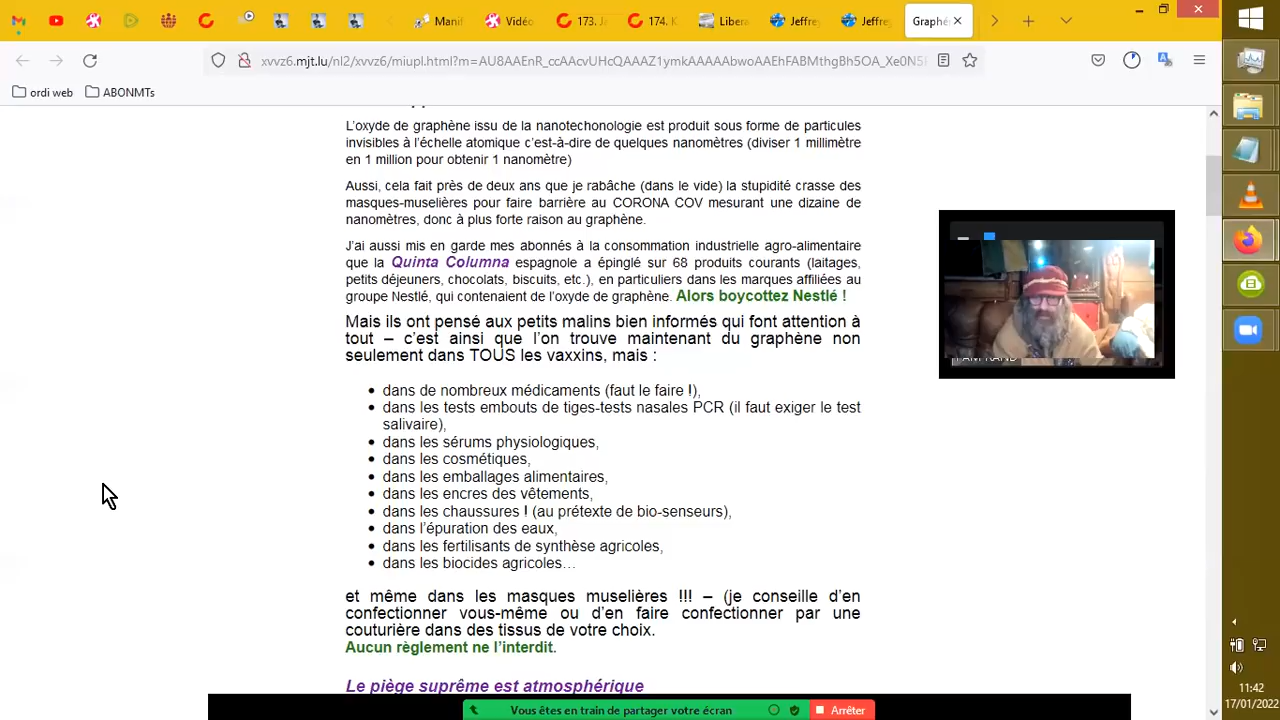 Manif
Vidéo
173. J
174. K
Libera
Jeffrey
Jeffrey
Graphé
xvvz6.mjt.lu/nl2/xvvz6/mlupl.html?m=AU8AAEnR_ccAAcvUHcQAAAZ1ymkAAAAAbwoAAEhFABMthgBh5OA_Xe0N5
ordi web
ABONMTs
L'oxyde de graphène issu de la nanotechonologie est produit sous forme de particules
invisibles à l'échelle atomique c'est-à-dire de quelques nanomètres (diviser 1 millimètre
en 1 million pour obtenir 1 nanomètre)
Aussi, cela fait près de deux ans que je rabâche (dans le vide) la stupidité crasse des
masques-muselières pour faire barrière au CORONA COV mesurant une dizaine de
nanomètres, donc à plus forte raison au graphène.
J'ai aussi mis en garde mes abonnés à la consommation industrielle agro-alimentaire
que la Quinta Columna espagnole a épinglé sur 68 produits courants (laitages,
petits déjeuners, chocolats, biscuits, etc.), en particuliers dans les marques affiliées au
groupe Nestlé, qui contenaient de l'oxyde de graphène. Alors boycottez Nestlé !
Mais ils ont pensé aux petits malins bien informés qui font attention à
tout – c'est ainsi que l'on trouve maintenant du graphène non
seulement dans TOUS les vaxxins, mais :
• dans de nombreux médicaments (faut le faire !),
• dans les tests embouts de tiges-tests nasales PCR (il faut exiger le test
salivaire),
• dans les sérums physiologiques,
• dans les cosmétiques,
• dans les emballages alimentaires,
• dans les encres des vêtements,
• dans les chaussures ! (au prétexte de bio-senseurs),
• dans l'épuration des eaux,
• dans les fertilisants de synthèse agricoles,
• dans les biocides agricoles…
et même dans les masques muselières !!! – (je conseille d'en
confectionner vous-même ou d'en faire confectionner par une
couturière dans des tissus de votre choix.
Aucun règlement ne l'interdit.
Le piège suprême est atmosphérique
Vous êtes en train de partager votre écran
Arrêter
11:42
17/01/2022